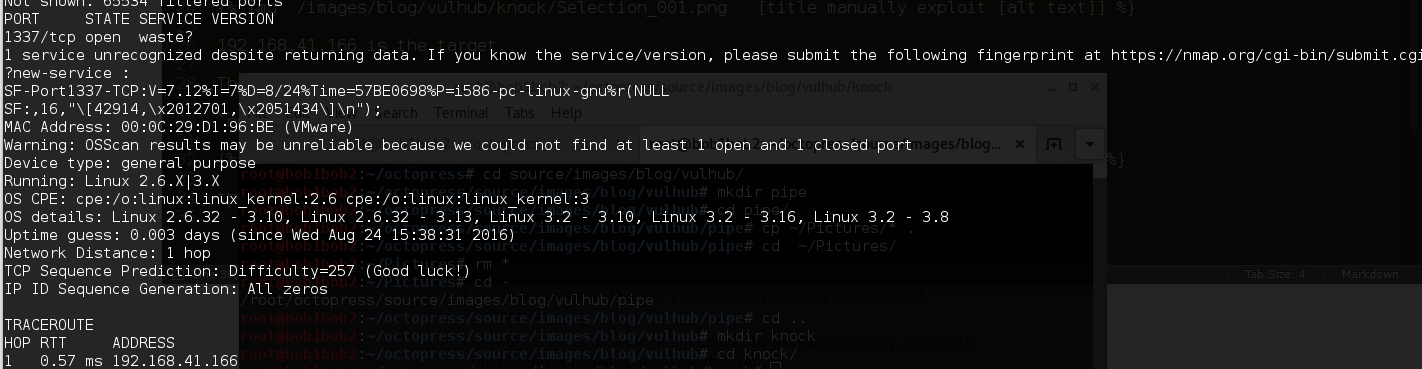 Not shown: 65534 filtered ports
PORT     STATE SERVICE VERSION
1337/tcp open  waste?
1 service unrecognized despite returning data. If you know the service/version, please submit the following fingerprint at https://nmap.org/cgi-bin/submit.cgi
?new-service :
SF-Port1337-TCP:V=7.12%I=7%D=8/24%Time=57BE0698%P=i586-pc-linux-gnu%r(NULL
SF:,16,"\[42914,\x2012701,\x2051434\]\n");
MAC Address: 00:0C:29:D1:96:BE (VMware)
Warning: OSScan results may be unreliable because we could not find at least 1 open and 1 closed port
Device type: general purpose
Running: Linux 2.6.X|3.X
OS CPE: cpe:/o:linux:linux_kernel:2.6 cpe:/o:linux:linux_kernel:3
OS details: Linux 2.6.32 - 3.10, Linux 2.6.32 - 3.13, Linux 3.2 - 3.10, Linux 3.2 - 3.16, Linux 3.2 - 3.8
Uptime guess: 0.003 days (since Wed Aug 24 15:38:31 2016)
Network Distance: 1 hop
TCP Sequence Prediction: Difficulty=257 (Good luck!)
IP ID Sequence Generation: All zeros
TRACEROUTE
HOP RTT     ADDRESS
1   0.57 ms 192.168.41.166
/images/blog/vulhub/knock/Selection_001.png   [title manually exploit [alt text]] %}
192.168.41.166 is the target
source/images/blog/vulhub/knock
Search Terminal Tabs Help
root@bob1bob2:~/octopress# cd source/images/blog/vulhub/
root@bob1bob2:~/octopress/source/images/blog/vulhub# mkdir pipe
root@bob1bob2:~/octopress/source/images/blog/vulhub# cd pipe/
root@bob1bob2:~/octopress/source/images/blog/vulhub/pipe# cp ~/Pictures/* .
root@bob1bob2:~/octopress/source/images/blog/vulhub/pipe# cd  ~/Pictures/
root@bob1bob2:~/Pictures# rm *
root@bob1bob2:~/Pictures# cd -
/root/octopress/source/images/blog/vulhub/pipe
root@bob1bob2:~/octopress/source/images/blog/vulhub/pipe# cd ..
root@bob1bob2:~/octopress/source/images/blog/vulhub# mkdir knock
root@bob1bob2:~/octopress/source/images/blog/vulhub# cd knock/
Tab Size: 4
Markdown